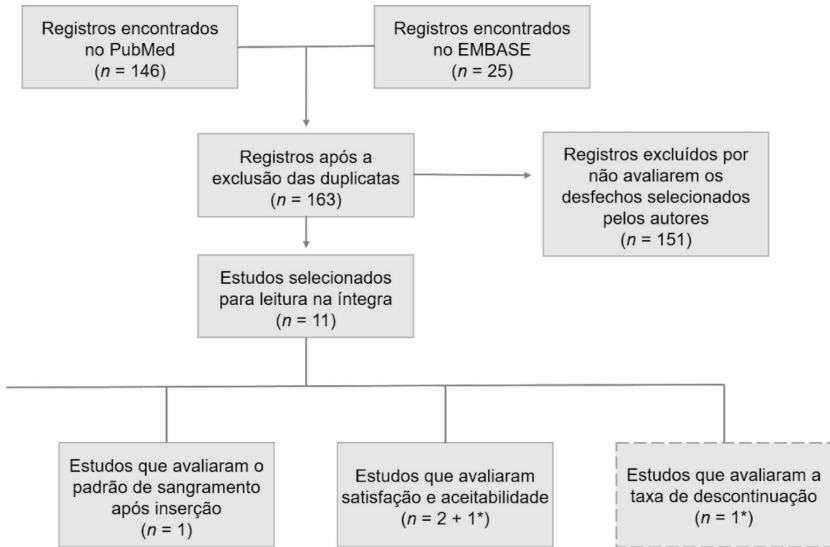 Registros encontrados
no PubMed
(n = 146)
Registros encontrados
no EMBASE
(n = 25)
Registros após a
exclusão das duplicatas
(n = 163)
Registros excluídos por
não avaliarem os
desfechos selecionados
pelos autores
(n = 151)
Estudos selecionados
para leitura na íntegra
(n = 11)
Estudos que avaliaram o
padrão de sangramento
após inserção
(n = 1)
Estudos que avaliaram
satisfação e aceitabilidade
(n = 2 + 1*)
Estudos que avaliaram a
taxa de descontinuação
(n = 1*)